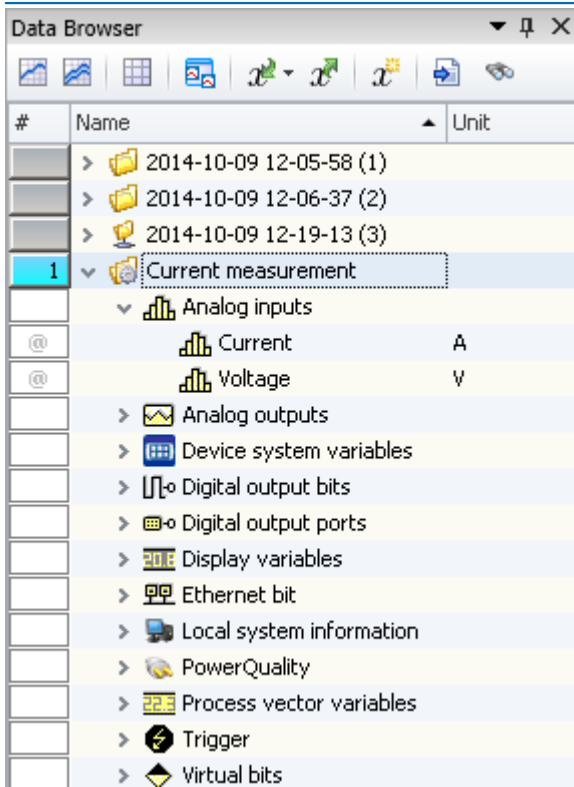 Data Browser
# Name Unit
2014-10-09 12-05-58 (1)
2014-10-09 12-06-37 (2)
2014-10-09 12-19-13 (3)
1 Current measurement
Analog inputs
@ Current A
@ Voltage V
Analog outputs
Device system variables
Digital output bits
Digital output ports
Display variables
Ethernet bit
Local system information
PowerQuality
Process vector variables
Trigger
Virtual bits